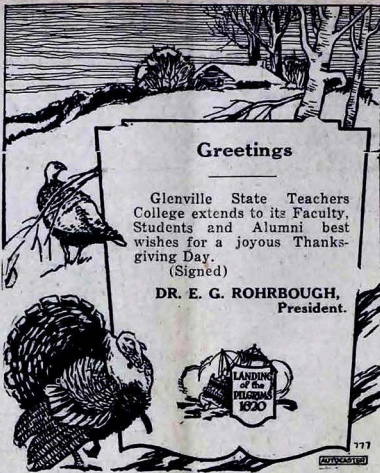 Greetings
Glenville State Teachers
College extends to its Faculty,
Students and Alumni best
wishes for a joyous Thanks-
giving Day.
(Signed)
DR. E. G. ROHRBOUGH,
President.
LANDING
of the
PILGRIMS
1620
777
AUTOCASTER